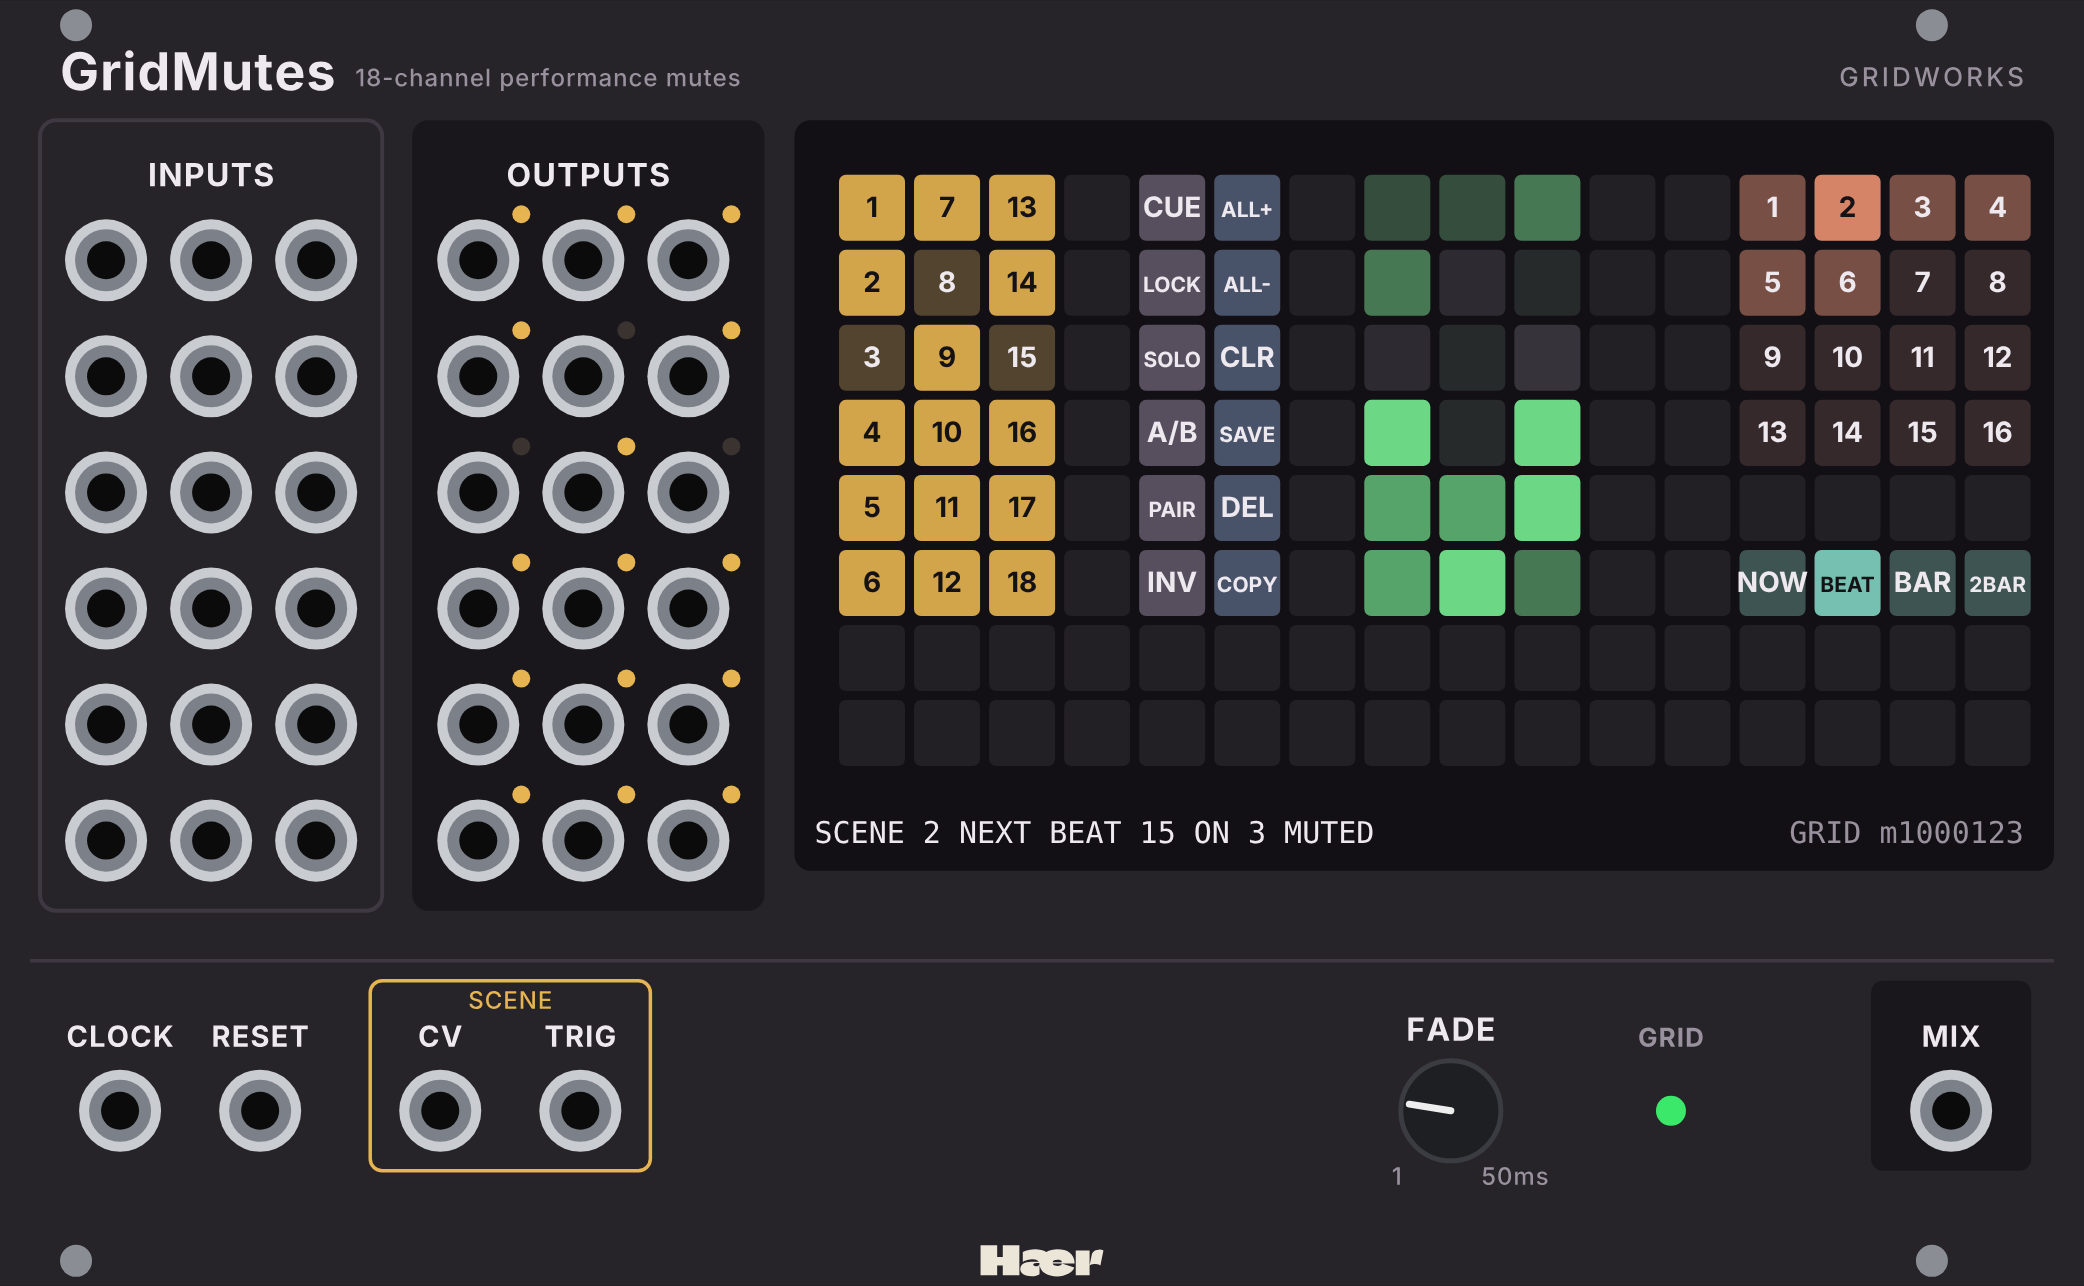 GridMutes 18-channel performance mutes
GRIDWORKS
INPUTS
OUTPUTS
1 7 13 CUE ALL+ 1 2 3 4
2 8 14 LOCK ALL- 5 6 7 8
3 9 15 SOLO CLR 9 10 11 12
4 10 16 A/B SAVE 13 14 15 16
5 11 17 PAIR DEL
6 12 18 INV COPY NOW BEAT BAR 2BAR
SCENE 2 NEXT BEAT 15 ON 3 MUTED
GRID m1000123
SCENE
CLOCK RESET CV TRIG
FADE
1 50ms
GRID
MIX
Hær